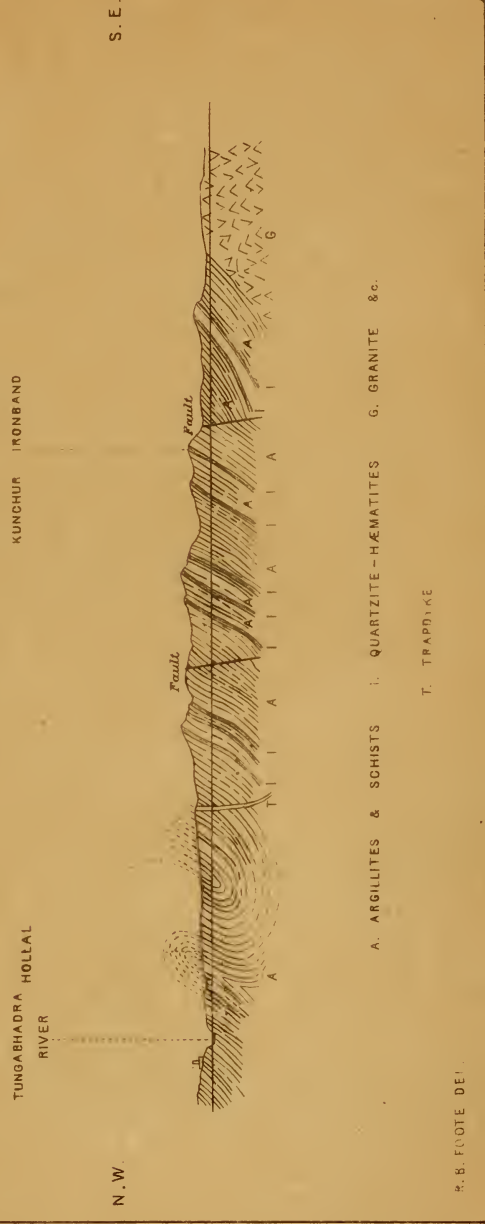 TUNGABHADRA HOLLAL KUNCHUR IRONBAND
RIVER
N.W. S.E.
Fault Fault
A A A A A
A T I I A I I I A I I A I I G
A. ARGILLITES & SCHISTS i. QUARTZITE-HÆMATITES G. GRANITE &c.
T. TRAPDIKE
R. B. FOOTE DEL.